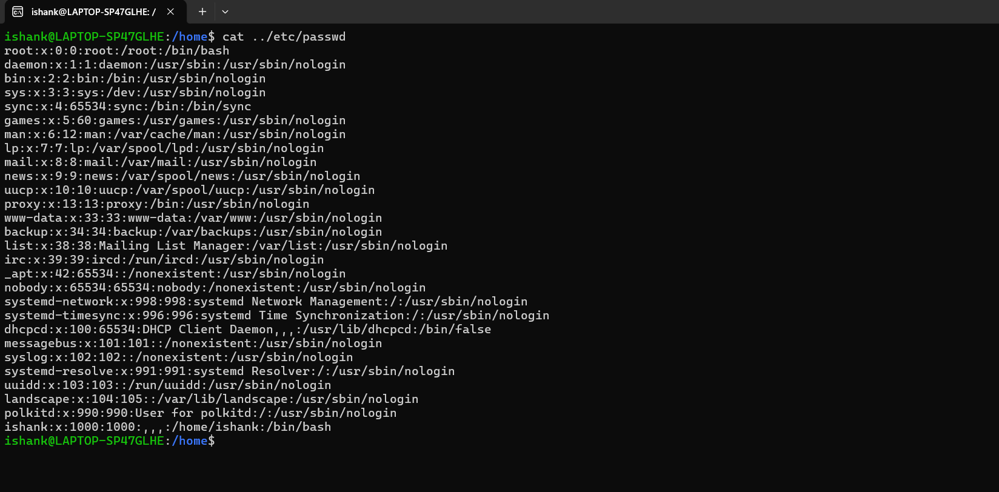 ishank@LAPTOP-SP47GLHE: /
ishank@LAPTOP-SP47GLHE:/home$ cat ../etc/passwd
root:x:0:0:root:/root:/bin/bash
daemon:x:1:1:daemon:/usr/sbin:/usr/sbin/nologin
bin:x:2:2:bin:/bin:/usr/sbin/nologin
sys:x:3:3:sys:/dev:/usr/sbin/nologin
sync:x:4:65534:sync:/bin:/bin/sync
games:x:5:60:games:/usr/games:/usr/sbin/nologin
man:x:6:12:man:/var/cache/man:/usr/sbin/nologin
lp:x:7:7:lp:/var/spool/lpd:/usr/sbin/nologin
mail:x:8:8:mail:/var/mail:/usr/sbin/nologin
news:x:9:9:news:/var/spool/news:/usr/sbin/nologin
uucp:x:10:10:uucp:/var/spool/uucp:/usr/sbin/nologin
proxy:x:13:13:proxy:/bin:/usr/sbin/nologin
www-data:x:33:33:www-data:/var/www:/usr/sbin/nologin
backup:x:34:34:backup:/var/backups:/usr/sbin/nologin
list:x:38:38:Mailing List Manager:/var/list:/usr/sbin/nologin
irc:x:39:39:ircd:/run/ircd:/usr/sbin/nologin
_apt:x:42:65534::/nonexistent:/usr/sbin/nologin
nobody:x:65534:65534:nobody:/nonexistent:/usr/sbin/nologin
systemd-network:x:998:998:systemd Network Management:/:/usr/sbin/nologin
systemd-timesync:x:996:996:systemd Time Synchronization:/:/usr/sbin/nologin
dhcpcd:x:100:65534:DHCP Client Daemon,,,:/usr/lib/dhcpcd:/bin/false
messagebus:x:101:101::/nonexistent:/usr/sbin/nologin
syslog:x:102:102::/nonexistent:/usr/sbin/nologin
systemd-resolve:x:991:991:systemd Resolver:/:/usr/sbin/nologin
uuidd:x:103:103::/run/uuidd:/usr/sbin/nologin
landscape:x:104:105::/var/lib/landscape:/usr/sbin/nologin
polkitd:x:990:990:User for polkitd:/:/usr/sbin/nologin
ishank:x:1000:1000:,,,:/home/ishank:/bin/bash
ishank@LAPTOP-SP47GLHE:/home$